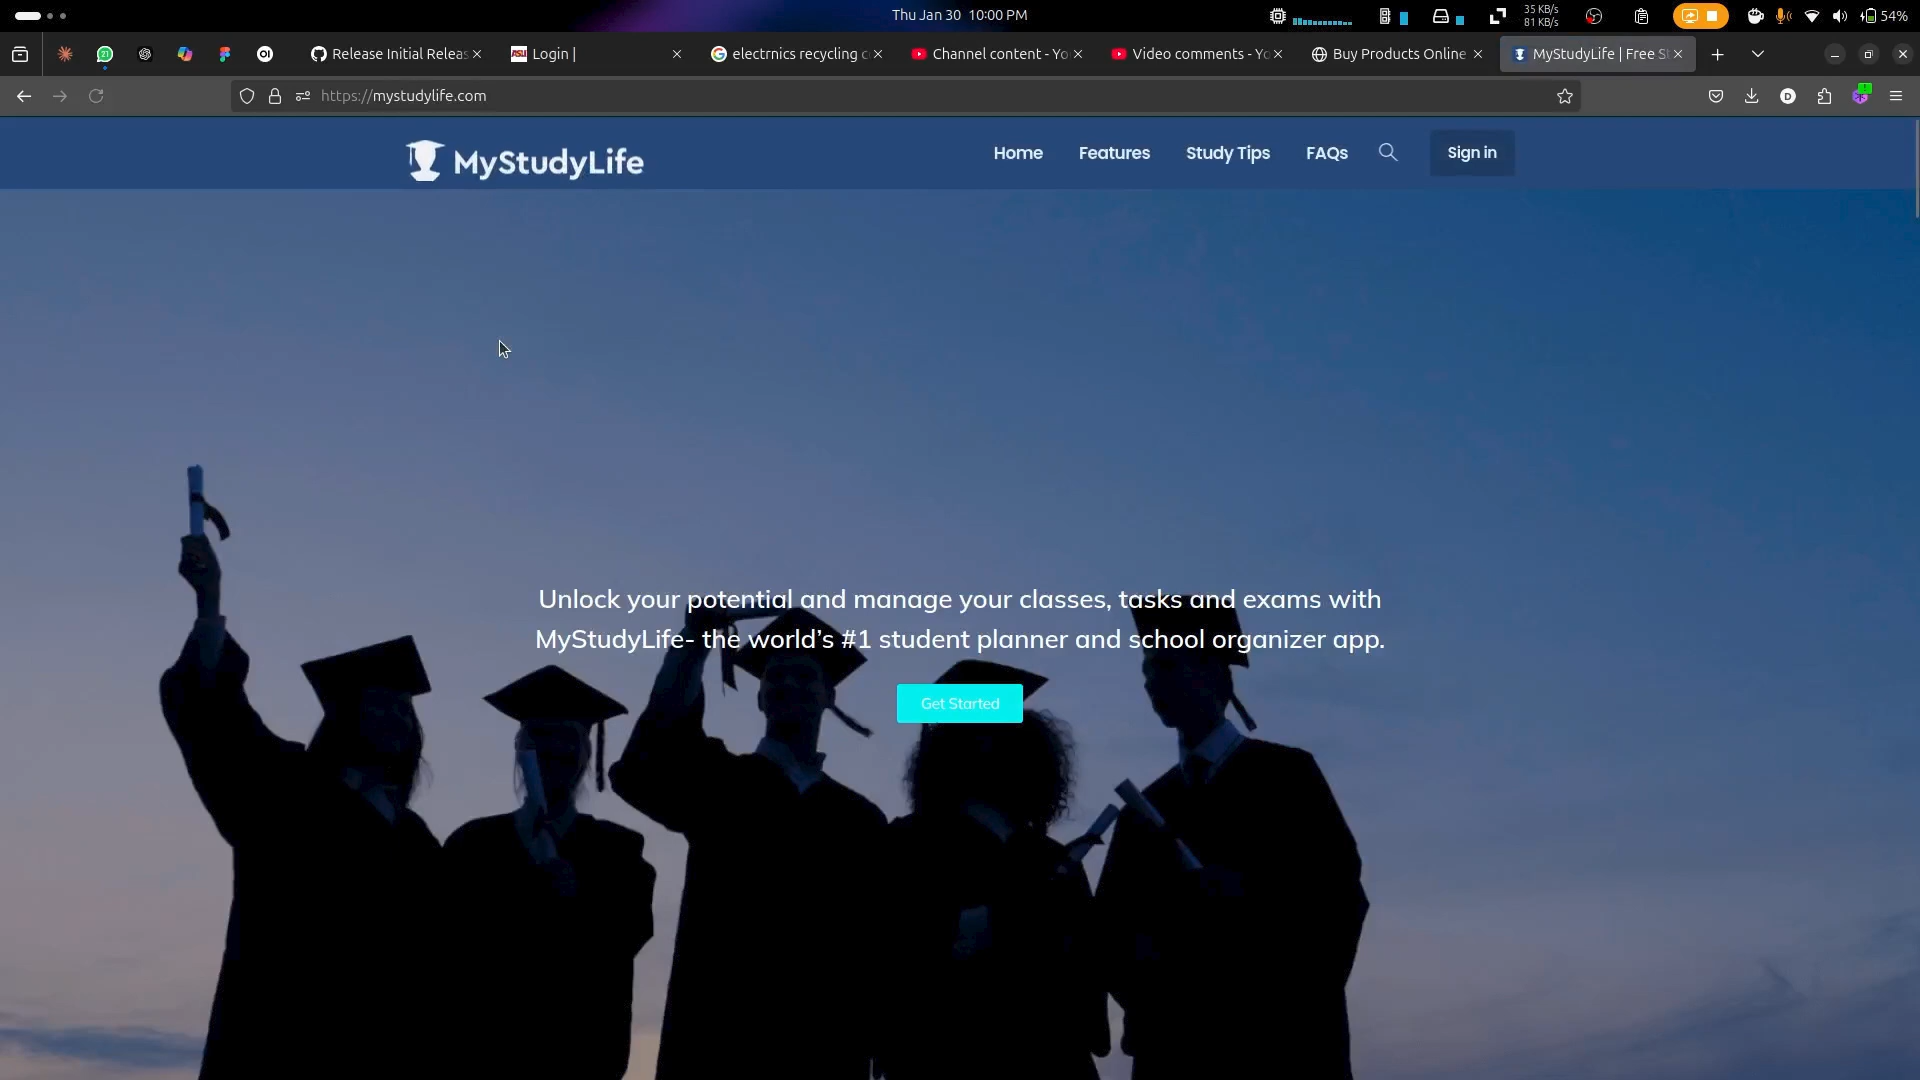 Thu Jan 30 10:00 PM
35 KB/s
81 KB/s
54%
Release Initial Releas
Login |
electrnics recycling c
Channel content - Yo
Video comments - Yo
Buy Products Online
MyStudyLife | Free St
https://mystudylife.com
MyStudyLife
Home
Features
Study Tips
FAQs
Sign in
Unlock your potential and manage your classes, tasks and exams with
MyStudyLife- the world’s #1 student planner and school organizer app.
Get Started